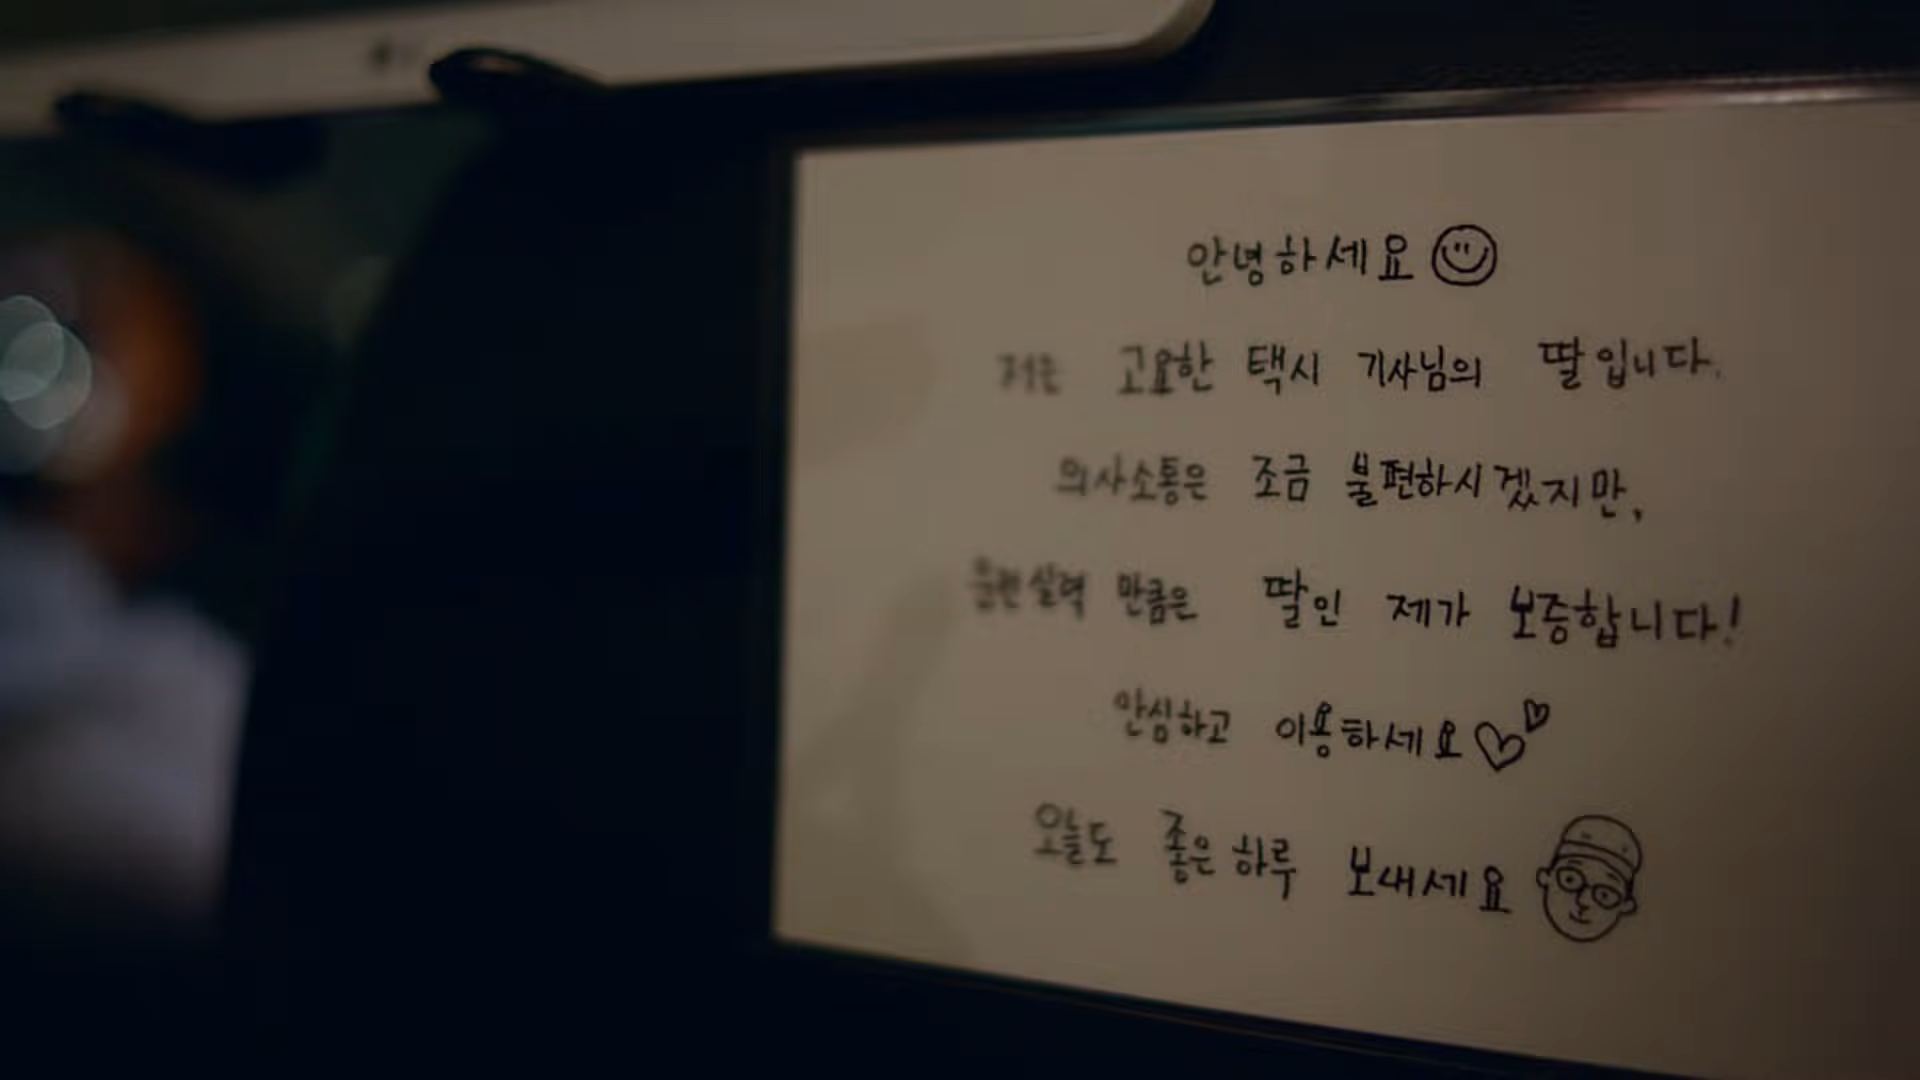 안녕하세요
저는 고요한 택시 기사님의 딸입니다.
의사소통은 조금 불편하시겠지만,
운전실력 만큼은 딸인 제가 보증합니다!
안심하고 이용하세요♡♡
오늘도 좋은 하루 보내세요